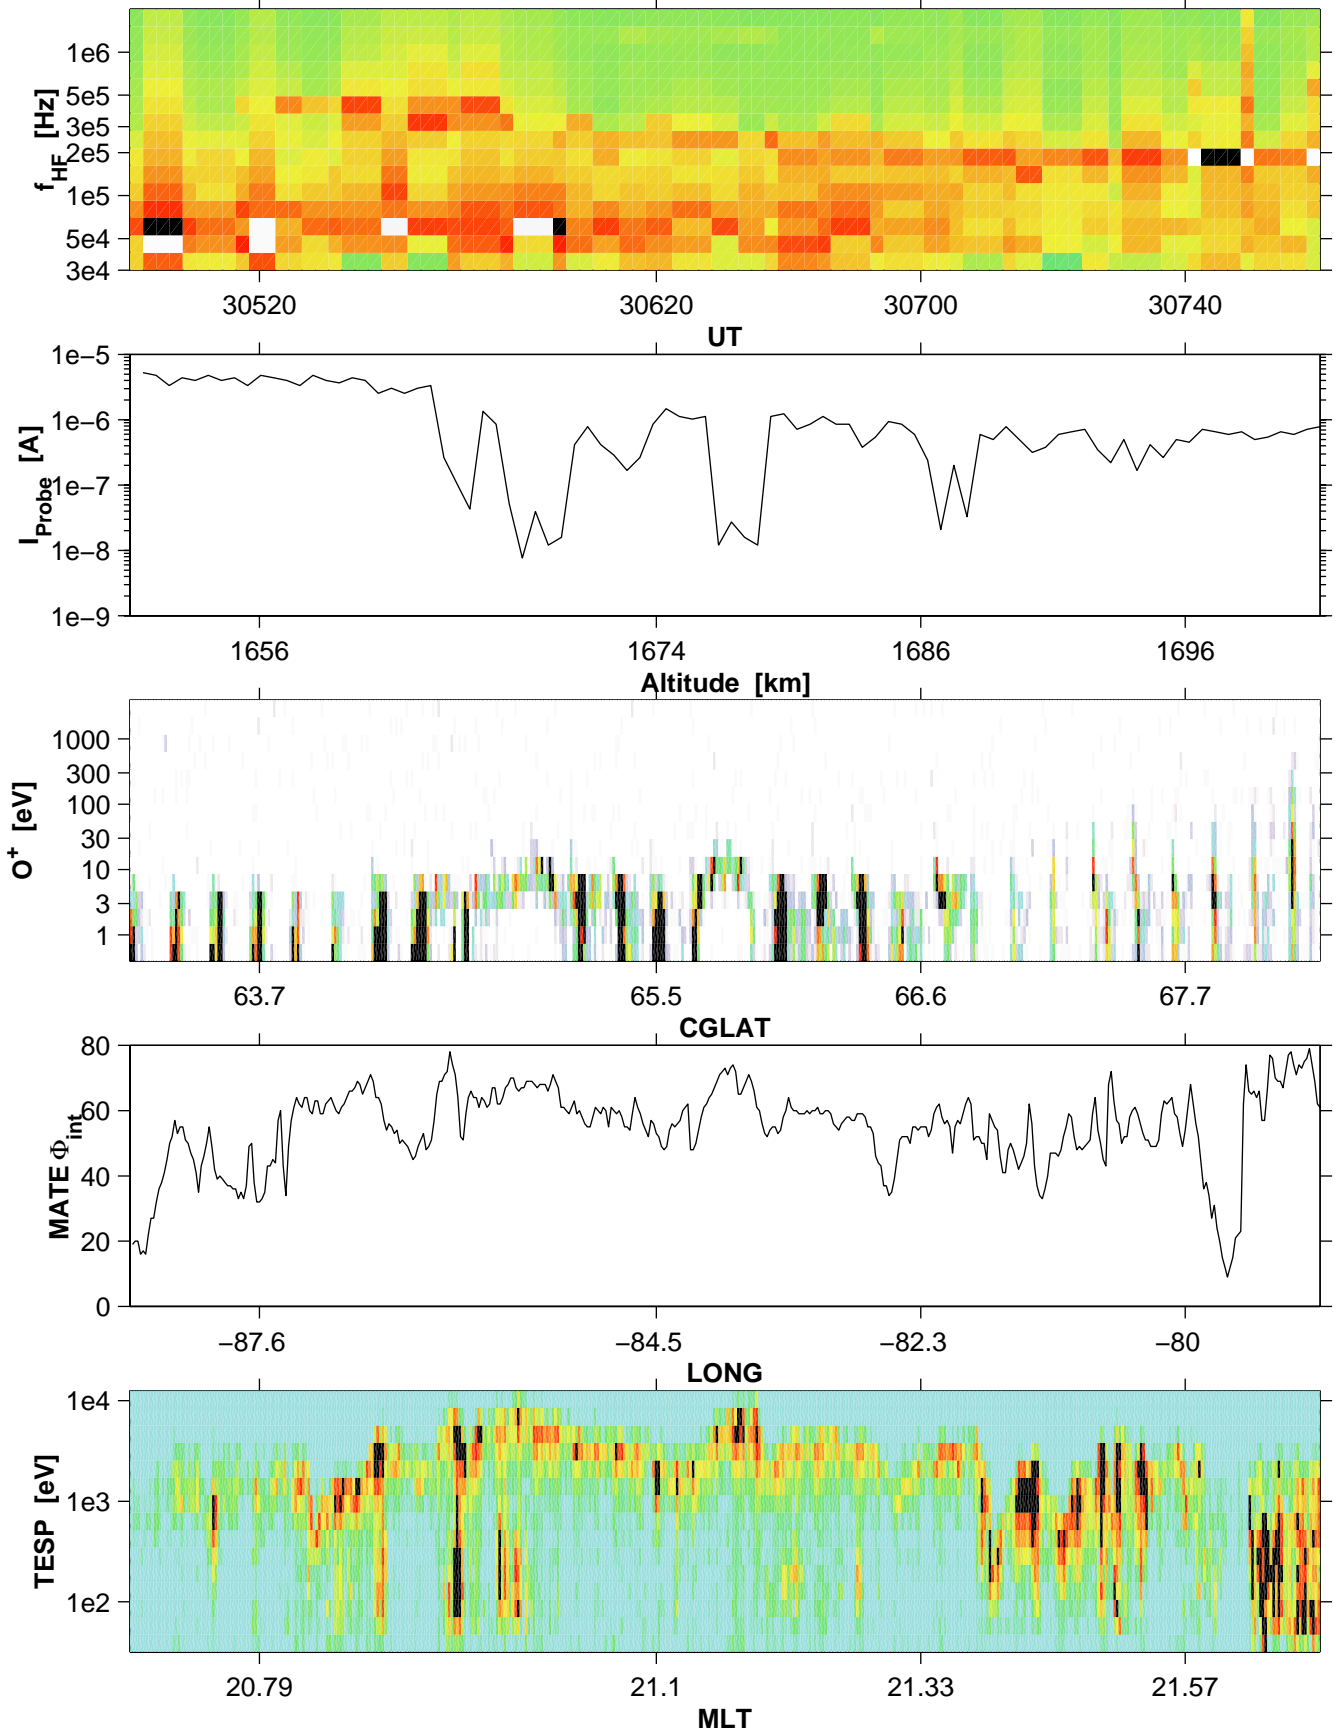 f_HF [Hz]
1e6
5e5
3e5
2e5
1e5
5e4
3e4
30520 30620 30700 30740
UT
I_Probe [A]
1e−5
1e−6
1e−7
1e−8
1e−9
1656 1674 1686 1696
Altitude [km]
O⁺ [eV]
1000
300
100
30
10
3
1
63.7 65.5 66.6 67.7
CGLAT
MATE Φ_int
80
60
40
20
0
−87.6 −84.5 −82.3 −80
LONG
TESP [eV]
1e4
1e3
1e2
20.79 21.1 21.33 21.57
MLT